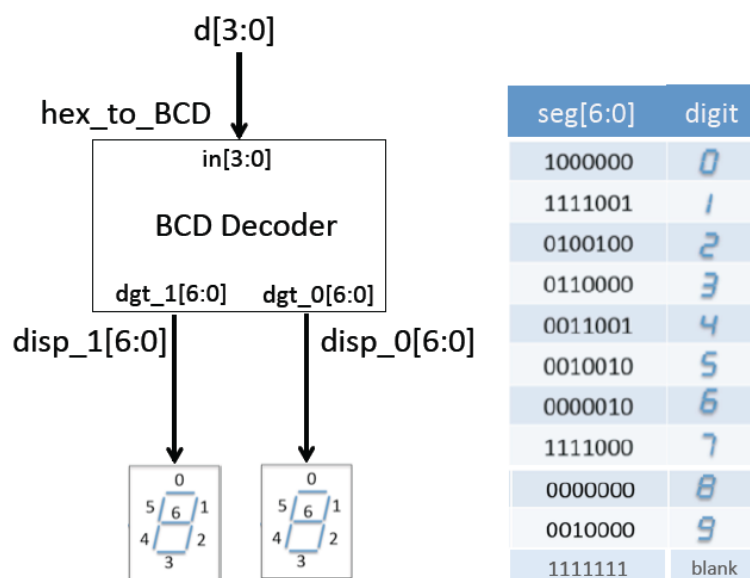 d[3:0]
hex_to_BCD
in[3:0]
BCD Decoder
dgt_1[6:0] dgt_0[6:0]
disp_1[6:0] disp_0[6:0]
0
5 6 1
4 2
3
0
5 6 1
4 2
3
seg[6:0] digit
1000000 0
1111001 1
0100100 2
0110000 3
0011001 4
0010010 5
0000010 6
1111000 7
0000000 8
0010000 9
1111111 blank